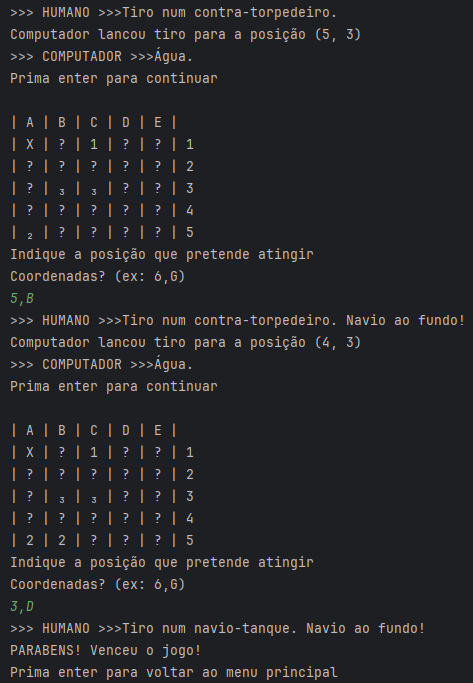 >>> HUMANO >>>Tiro num contra-torpedeiro.
Computador lancou tiro para a posição (5, 3)
>>> COMPUTADOR >>>Água.
Prima enter para continuar

| A | B | C | D | E |
| X | ? | 1 | ? | ? | 1
| ? | ? | ? | ? | ? | 2
| ? | ₃ | ₃ | ? | ? | 3
| ? | ? | ? | ? | ? | 4
| ₂ | ? | ? | ? | ? | 5
Indique a posição que pretende atingir
Coordenadas? (ex: 6,G)
5,B
>>> HUMANO >>>Tiro num contra-torpedeiro. Navio ao fundo!
Computador lancou tiro para a posição (4, 3)
>>> COMPUTADOR >>>Água.
Prima enter para continuar

| A | B | C | D | E |
| X | ? | 1 | ? | ? | 1
| ? | ? | ? | ? | ? | 2
| ? | ₃ | ₃ | ? | ? | 3
| ? | ? | ? | ? | ? | 4
| 2 | 2 | ? | ? | ? | 5
Indique a posição que pretende atingir
Coordenadas? (ex: 6,G)
3,D
>>> HUMANO >>>Tiro num navio-tanque. Navio ao fundo!
PARABENS! Venceu o jogo!
Prima enter para voltar ao menu principal